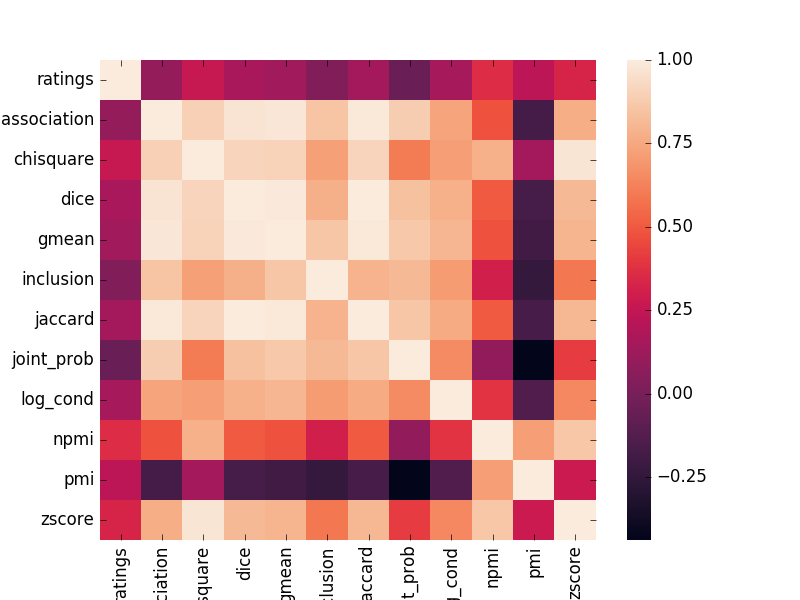 ratings
association
chisquare
dice
gmean
inclusion
jaccard
joint_prob
log_cond
npmi
pmi
zscore
ratings
ciation
square
dice
gmean
clusion
accard
t_prob
g_cond
npmi
pmi
zscore
1.00
0.75
0.50
0.25
0.00
−0.25